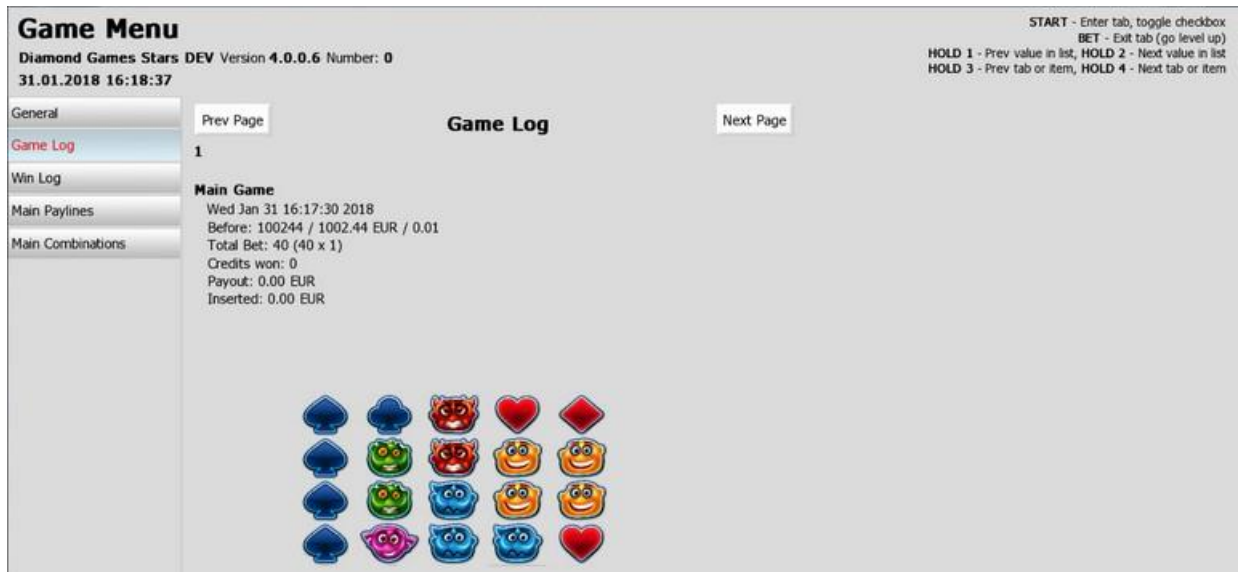 Game Menu
Diamond Games Stars DEV Version 4.0.0.6 Number: 0
31.01.2018 16:18:37
START - Enter tab, toggle checkbox
BET - Exit tab (go level up)
HOLD 1 - Prev value in list, HOLD 2 - Next value in list
HOLD 3 - Prev tab or item, HOLD 4 - Next tab or item
General
Game Log
Win Log
Main Paylines
Main Combinations
Prev Page
Game Log
Next Page
1
Main Game
Wed Jan 31 16:17:30 2018
Before: 100244 / 1002.44 EUR / 0.01
Total Bet: 40 (40 x 1)
Credits won: 0
Payout: 0.00 EUR
Inserted: 0.00 EUR